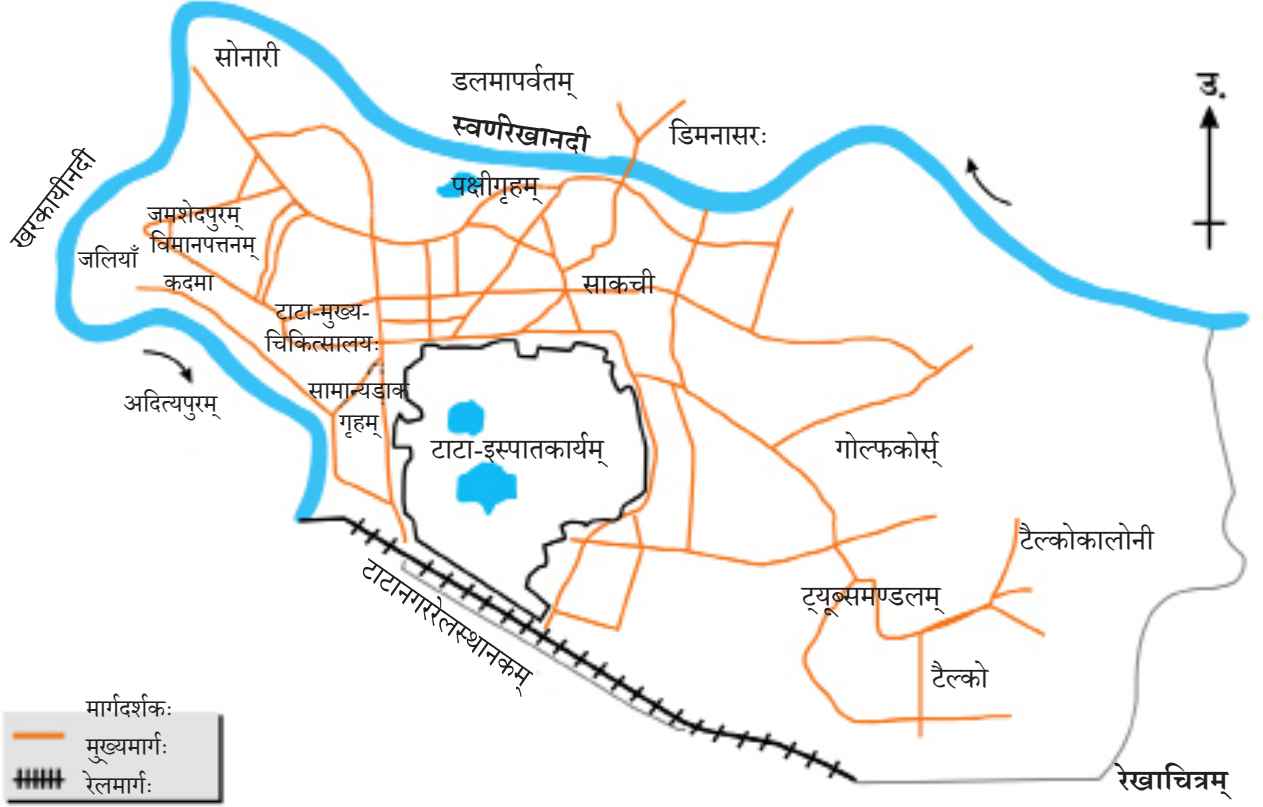 सोनारी
डलमापर्वतम्
उ.
स्वर्णरेखानदी
डिमनासरः
खरकायीनदी
पक्षीगृहम्
जमशेदपुरम्
विमानपत्तनम्
जलियाँ
कदमा
साकची
टाटा-मुख्य-
चिकित्सालयः
सामान्यडाक
गृहम्
अदित्यपुरम्
टाटा-इस्पातकार्यम्
गोल्फकोर्स्
टैल्कोकालोनी
ट्यूब्समण्डलम्
टाटानगररेलस्थानकम्
टैल्को
मार्गदर्शकः
मुख्यमार्गः
रेलमार्गः
रेखाचित्रम्